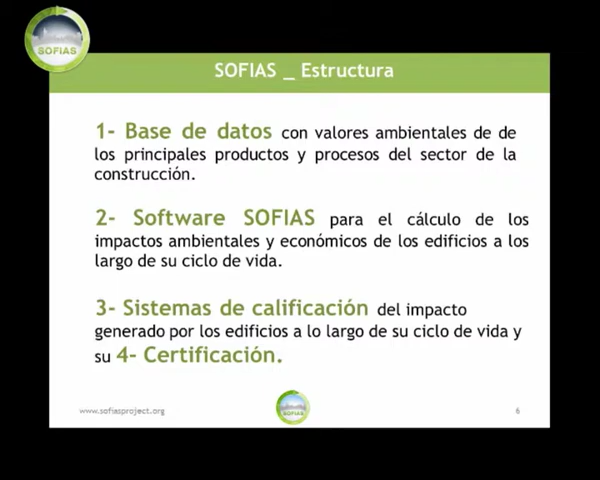 SOFIAS
SOFIAS _ Estructura
1- Base de datos con valores ambientales de de
los principales productos y procesos del sector de la
construcción.
2- Software SOFIAS para el cálculo de los
impactos ambientales y económicos de los edificios a los
largo de su ciclo de vida.
3- Sistemas de calificación del impacto
generado por los edificios a lo largo de su ciclo de vida y
su 4- Certificación.
www.sofiasproject.org
SOFIAS
6